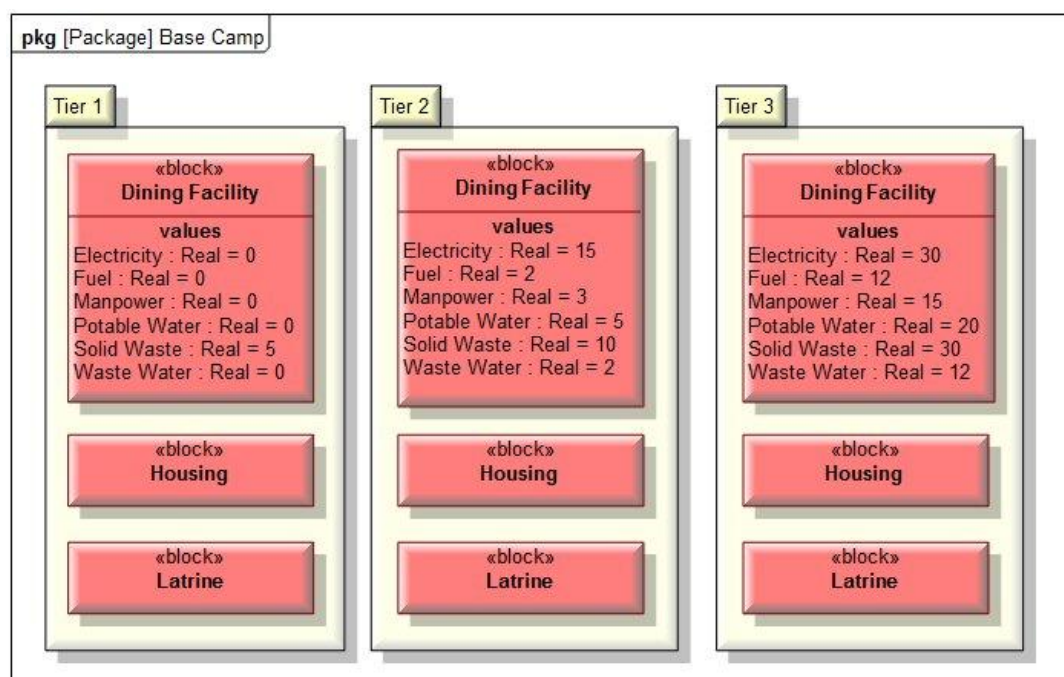 pkg [Package] Base Camp
Tier 1
«block»
Dining Facility
values
Electricity : Real = 0
Fuel : Real = 0
Manpower : Real = 0
Potable Water : Real = 0
Solid Waste : Real = 5
Waste Water : Real = 0
«block»
Housing
«block»
Latrine
Tier 2
«block»
Dining Facility
values
Electricity : Real = 15
Fuel : Real = 2
Manpower : Real = 3
Potable Water : Real = 5
Solid Waste : Real = 10
Waste Water : Real = 2
«block»
Housing
«block»
Latrine
Tier 3
«block»
Dining Facility
values
Electricity : Real = 30
Fuel : Real = 12
Manpower : Real = 15
Potable Water : Real = 20
Solid Waste : Real = 30
Waste Water : Real = 12
«block»
Housing
«block»
Latrine